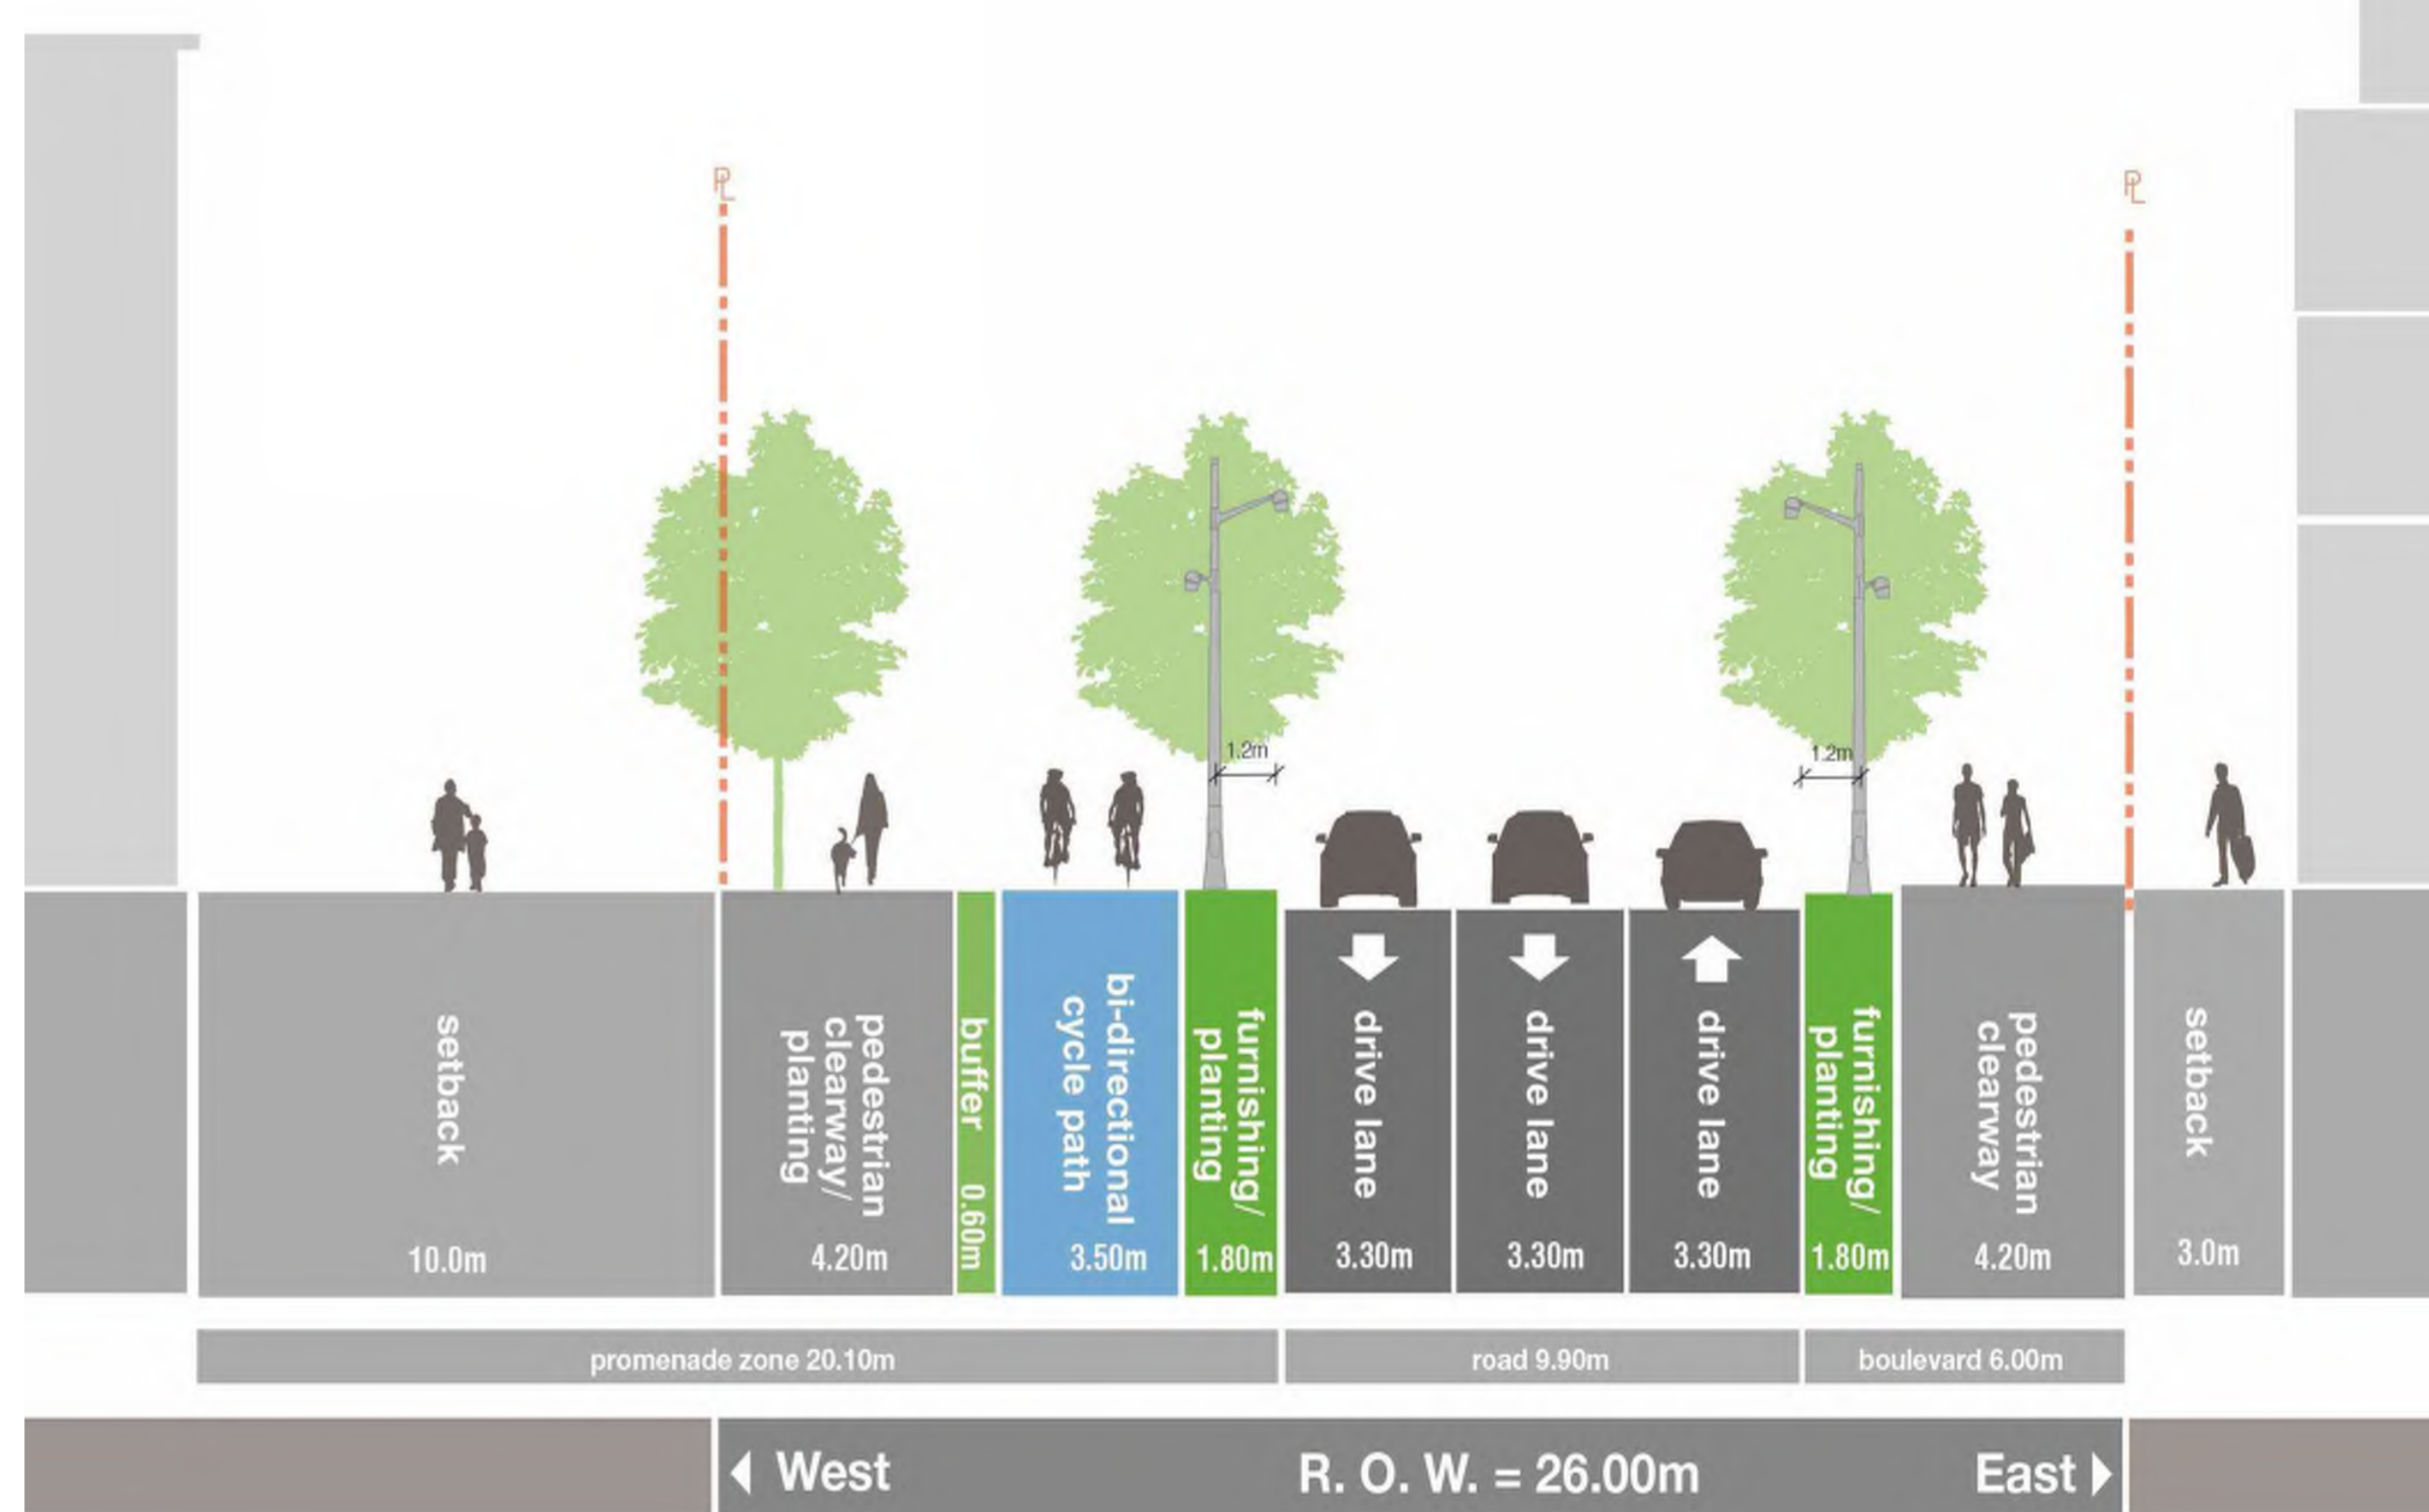 PL
PL
1.2m
1.2m
setback
10.0m
pedestrian
clearway/
planting
4.20m
buffer 0.60m
bi-directional
cycle path
3.50m
furnishing/
planting
1.80m
drive lane
3.30m
drive lane
3.30m
drive lane
3.30m
furnishing/
planting
1.80m
pedestrian
clearway
4.20m
setback
3.0m
promenade zone 20.10m
road 9.90m
boulevard 6.00m
West
R. O. W. = 26.00m
East